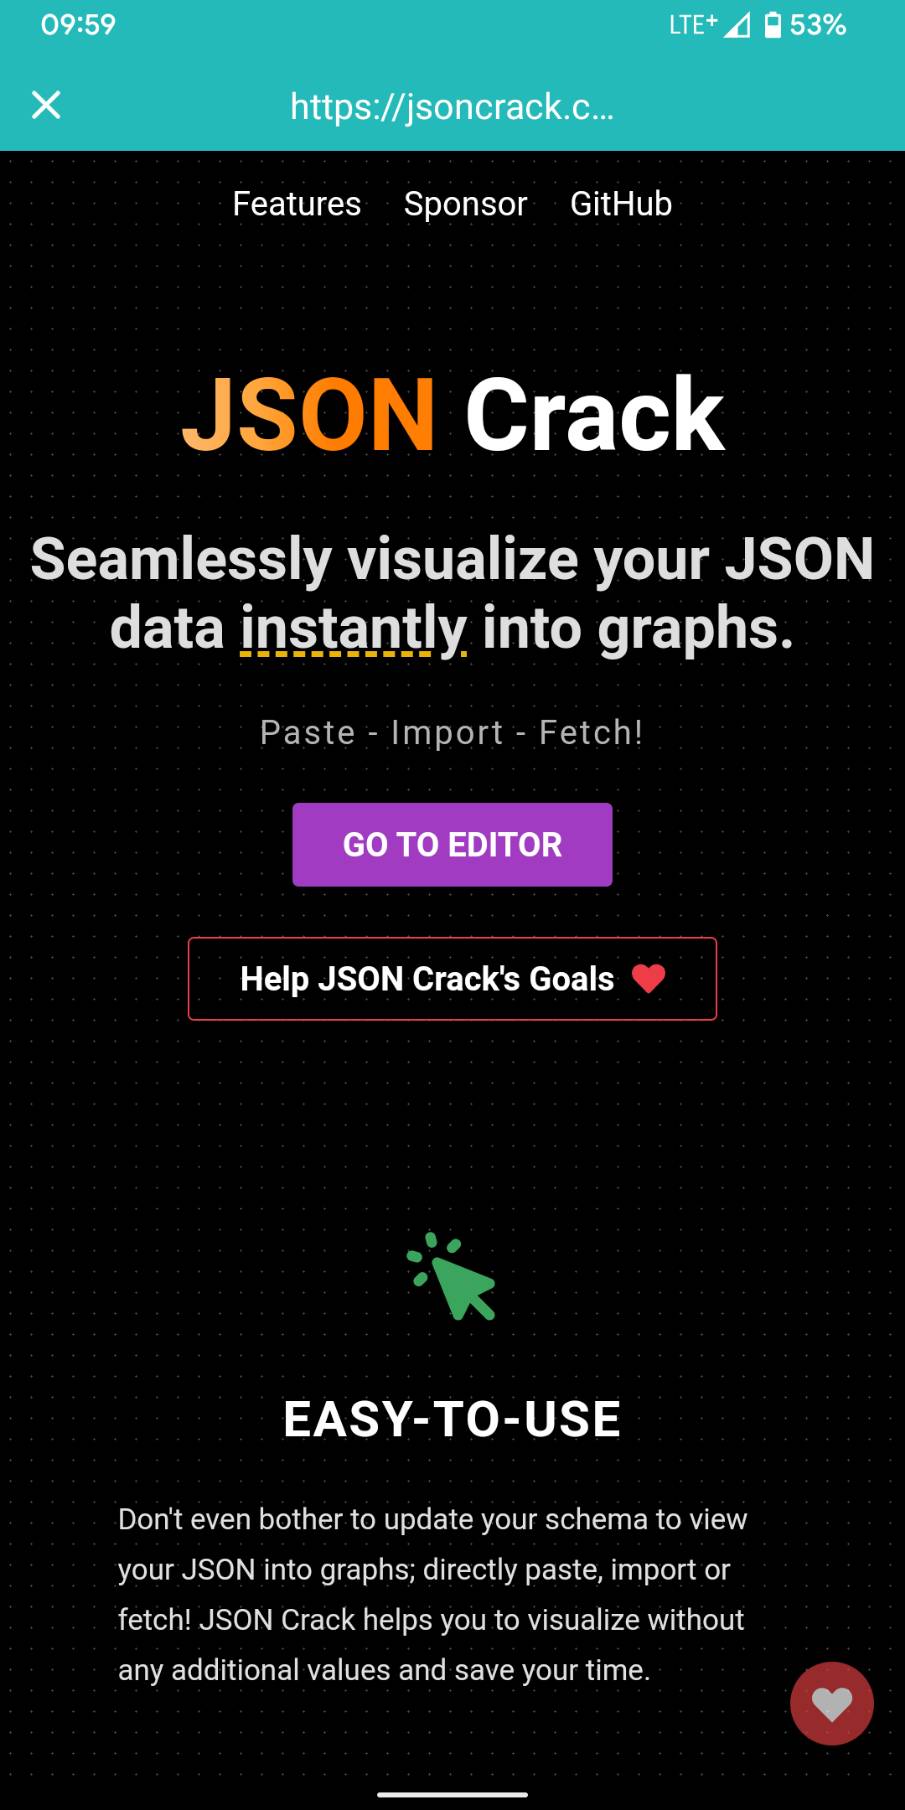 09:59 LTE+ 53%
https://jsoncrack.c...
Features Sponsor GitHub
JSON Crack
Seamlessly visualize your JSON
data instantly into graphs.
Paste - Import - Fetch!
GO TO EDITOR
Help JSON Crack's Goals
EASY-TO-USE
Don't even bother to update your schema to view
your JSON into graphs; directly paste, import or
fetch! JSON Crack helps you to visualize without
any additional values and save your time.